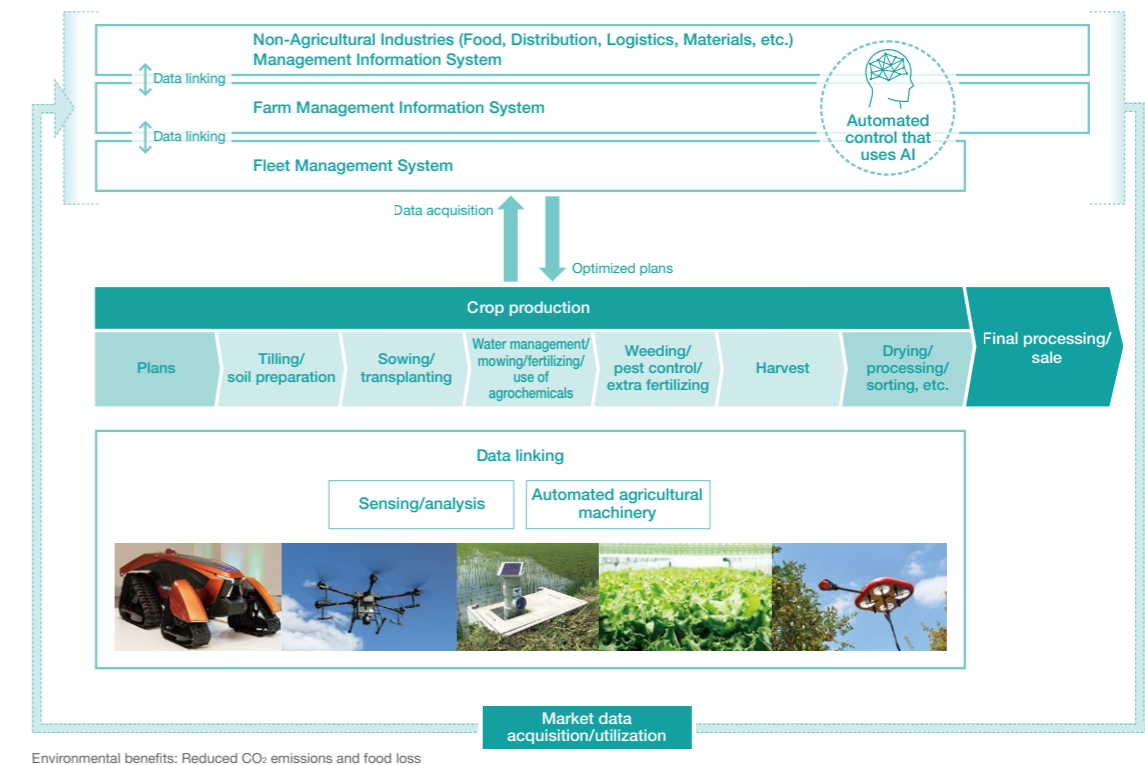 Non-Agricultural Industries (Food, Distribution, Logistics, Materials, etc.)
Management Information System
Data linking
Farm Management Information System
Data linking
Fleet Management System
Automated
control that
uses AI
Data acquisition
Optimized plans
Crop production
Plans
Tilling/
soil preparation
Sowing/
transplanting
Water management/
mowing/fertilizing/
use of
agrochemicals
Weeding/
pest control/
extra fertilizing
Harvest
Drying/
processing/
sorting, etc.
Final processing/
sale
Data linking
Sensing/analysis
Automated agricultural
machinery
Market data
acquisition/utilization
Environmental benefits: Reduced CO₂ emissions and food loss